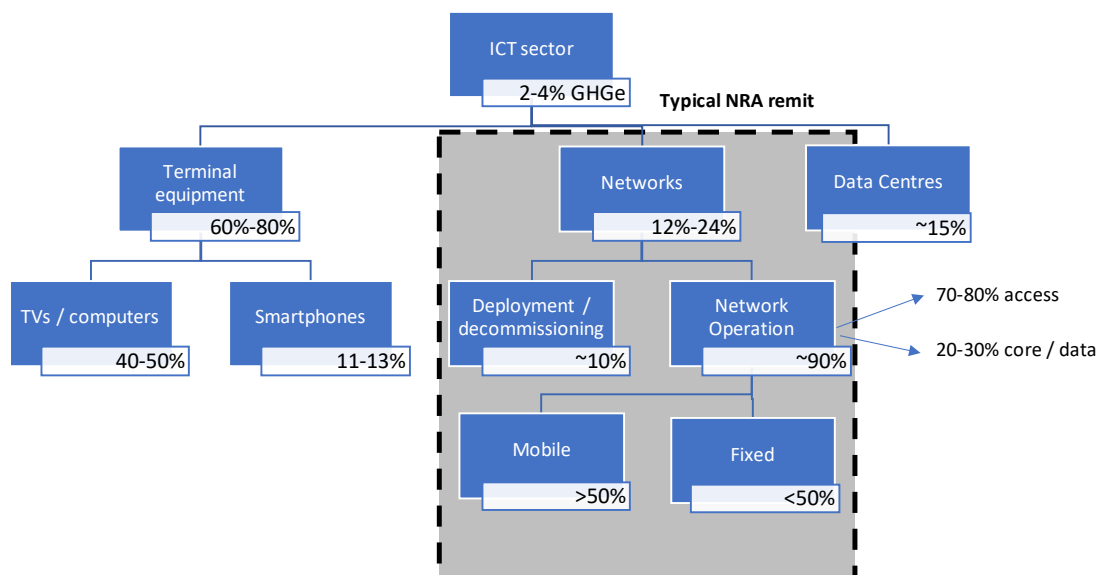 ICT sector
2-4% GHGe
Typical NRA remit
Terminal
equipment
60%-80%
Networks
12%-24%
Data Centres
~15%
TVs / computers
40-50%
Smartphones
11-13%
Deployment /
decommissioning
~10%
Network
Operation
~90%
70-80% access
20-30% core / data
Mobile
>50%
Fixed
<50%